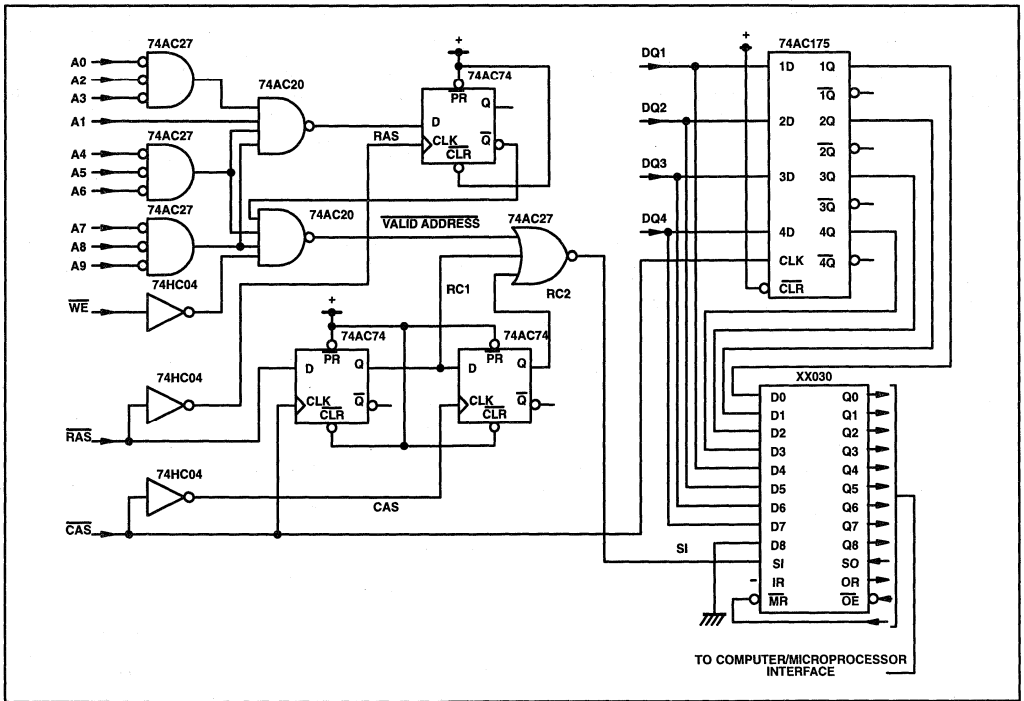 74AC27
A0
A2
A3
A1
74AC20
+
74AC74
PR
D
Q
CLK
Q
CLR
RAS
74AC27
A4
A5
A6
74AC27
A7
A8
A9
74AC20
VALID ADDRESS
74AC27
74HC04
WE
RC1
RC2
+
74AC74
PR
D
Q
CLK
Q
CLR
74AC74
PR
D
Q
CLK
Q
CLR
74HC04
RAS
74HC04
CAS
CAS
DQ1
DQ2
DQ3
DQ4
+
74AC175
1D 1Q
1Q
2D 2Q
2Q
3D 3Q
3Q
4D 4Q
CLK 4Q
CLR
XX030
D0 Q0
D1 Q1
D2 Q2
D3 Q3
D4 Q4
D5 Q5
D6 Q6
D7 Q7
D8 Q8
SI
SI SO
IR OR
MR OE
TO COMPUTER/MICROPROCESSOR
INTERFACE